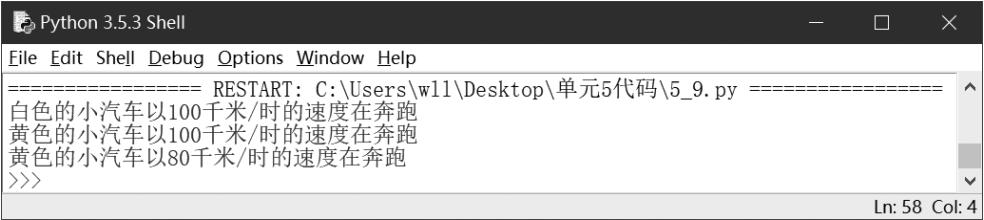 Python 3.5.3 Shell
File Edit Shell Debug Options Window Help
================= RESTART: C:\Users\wll\Desktop\单元5代码\5_9.py =================
白色的小汽车以100千米/时的速度在奔跑
黄色的小汽车以100千米/时的速度在奔跑
黄色的小汽车以80千米/时的速度在奔跑
>>>
Ln: 58 Col: 4